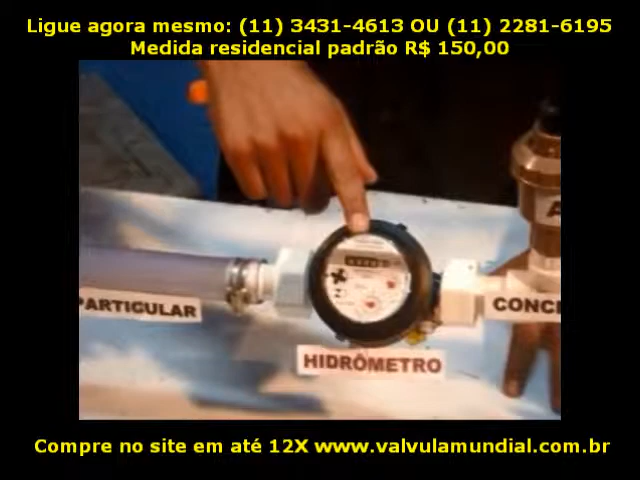 Ligue agora mesmo: (11) 3431-4613 OU (11) 2281-6195
Medida residencial padrão R$ 150,00
PARTICULAR
HIDRÔMETRO
Compre no site em até 12X www.valvulamundial.com.br